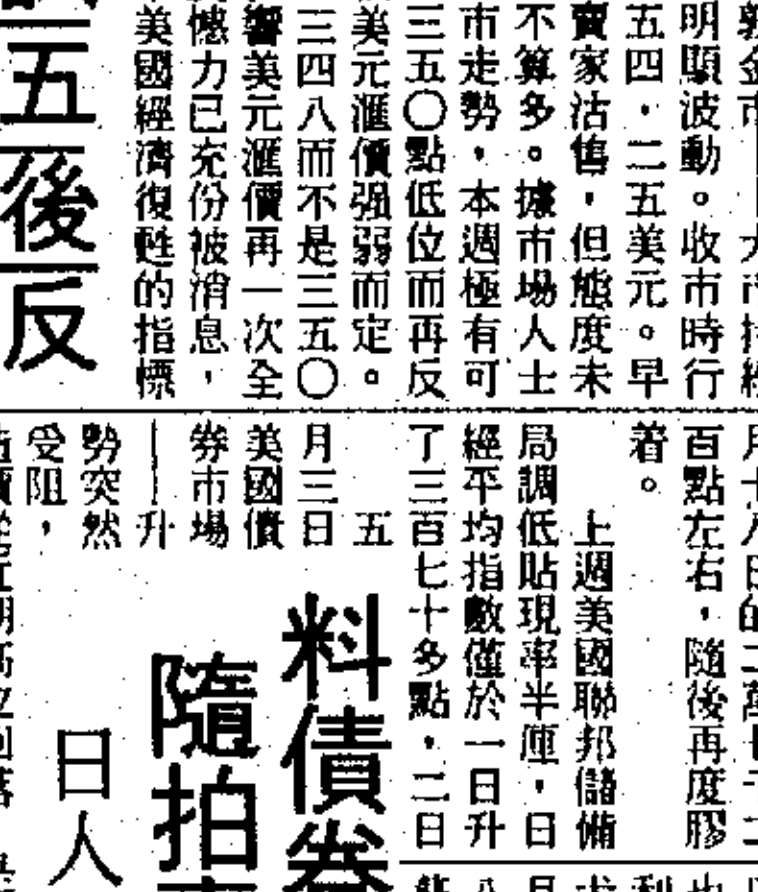 明顯波動。收市時行
五四．二五美元。早
賣家沽售，但態度未
不算多。據市場人士
市走勢，本週極有可
三五〇點低位而再反
美元滙價强弱而定。
三四八而不是三五〇
響美元滙價再一次全
憾力已充份被消息，
美國經濟復甦的指標
五後反
百點左右，隨後再度膠
着。
上週美國聯邦儲備
局調低貼現率半厘，日
經平均指數僅於一日升
了三百七十多點，二日
料債券
隨拍
日人
五
月三日
美國債
券市場
—升
勢突然
受阻，